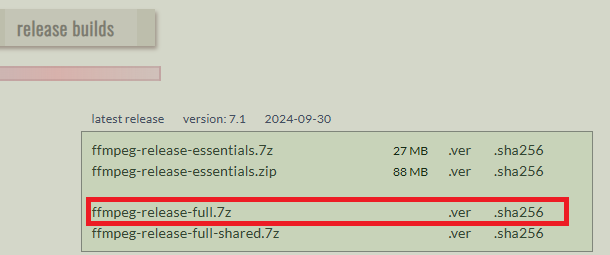 release builds
latest release version: 7.1 2024-09-30
ffmpeg-release-essentials.7z 27 MB .ver .sha256
ffmpeg-release-essentials.zip 88 MB .ver .sha256
ffmpeg-release-full.7z .ver .sha256
ffmpeg-release-full-shared.7z .ver .sha256